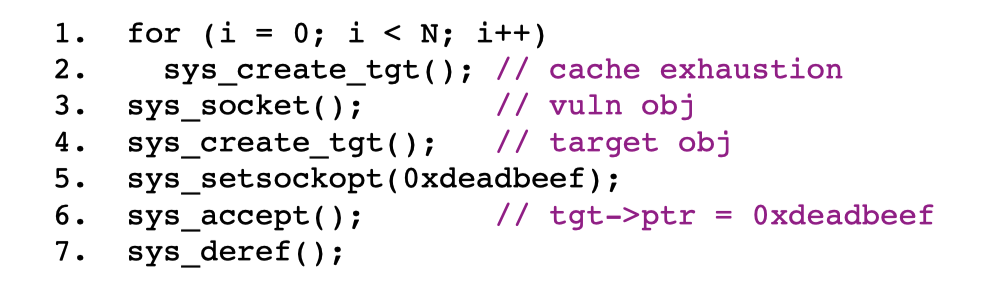 1. for (i = 0; i < N; i++)
2. sys_create_tgt(); // cache exhaustion
3. sys_socket(); // vuln obj
4. sys_create_tgt(); // target obj
5. sys_setsockopt(0xdeadbeef);
6. sys_accept(); // tgt->ptr = 0xdeadbeef
7. sys_deref();